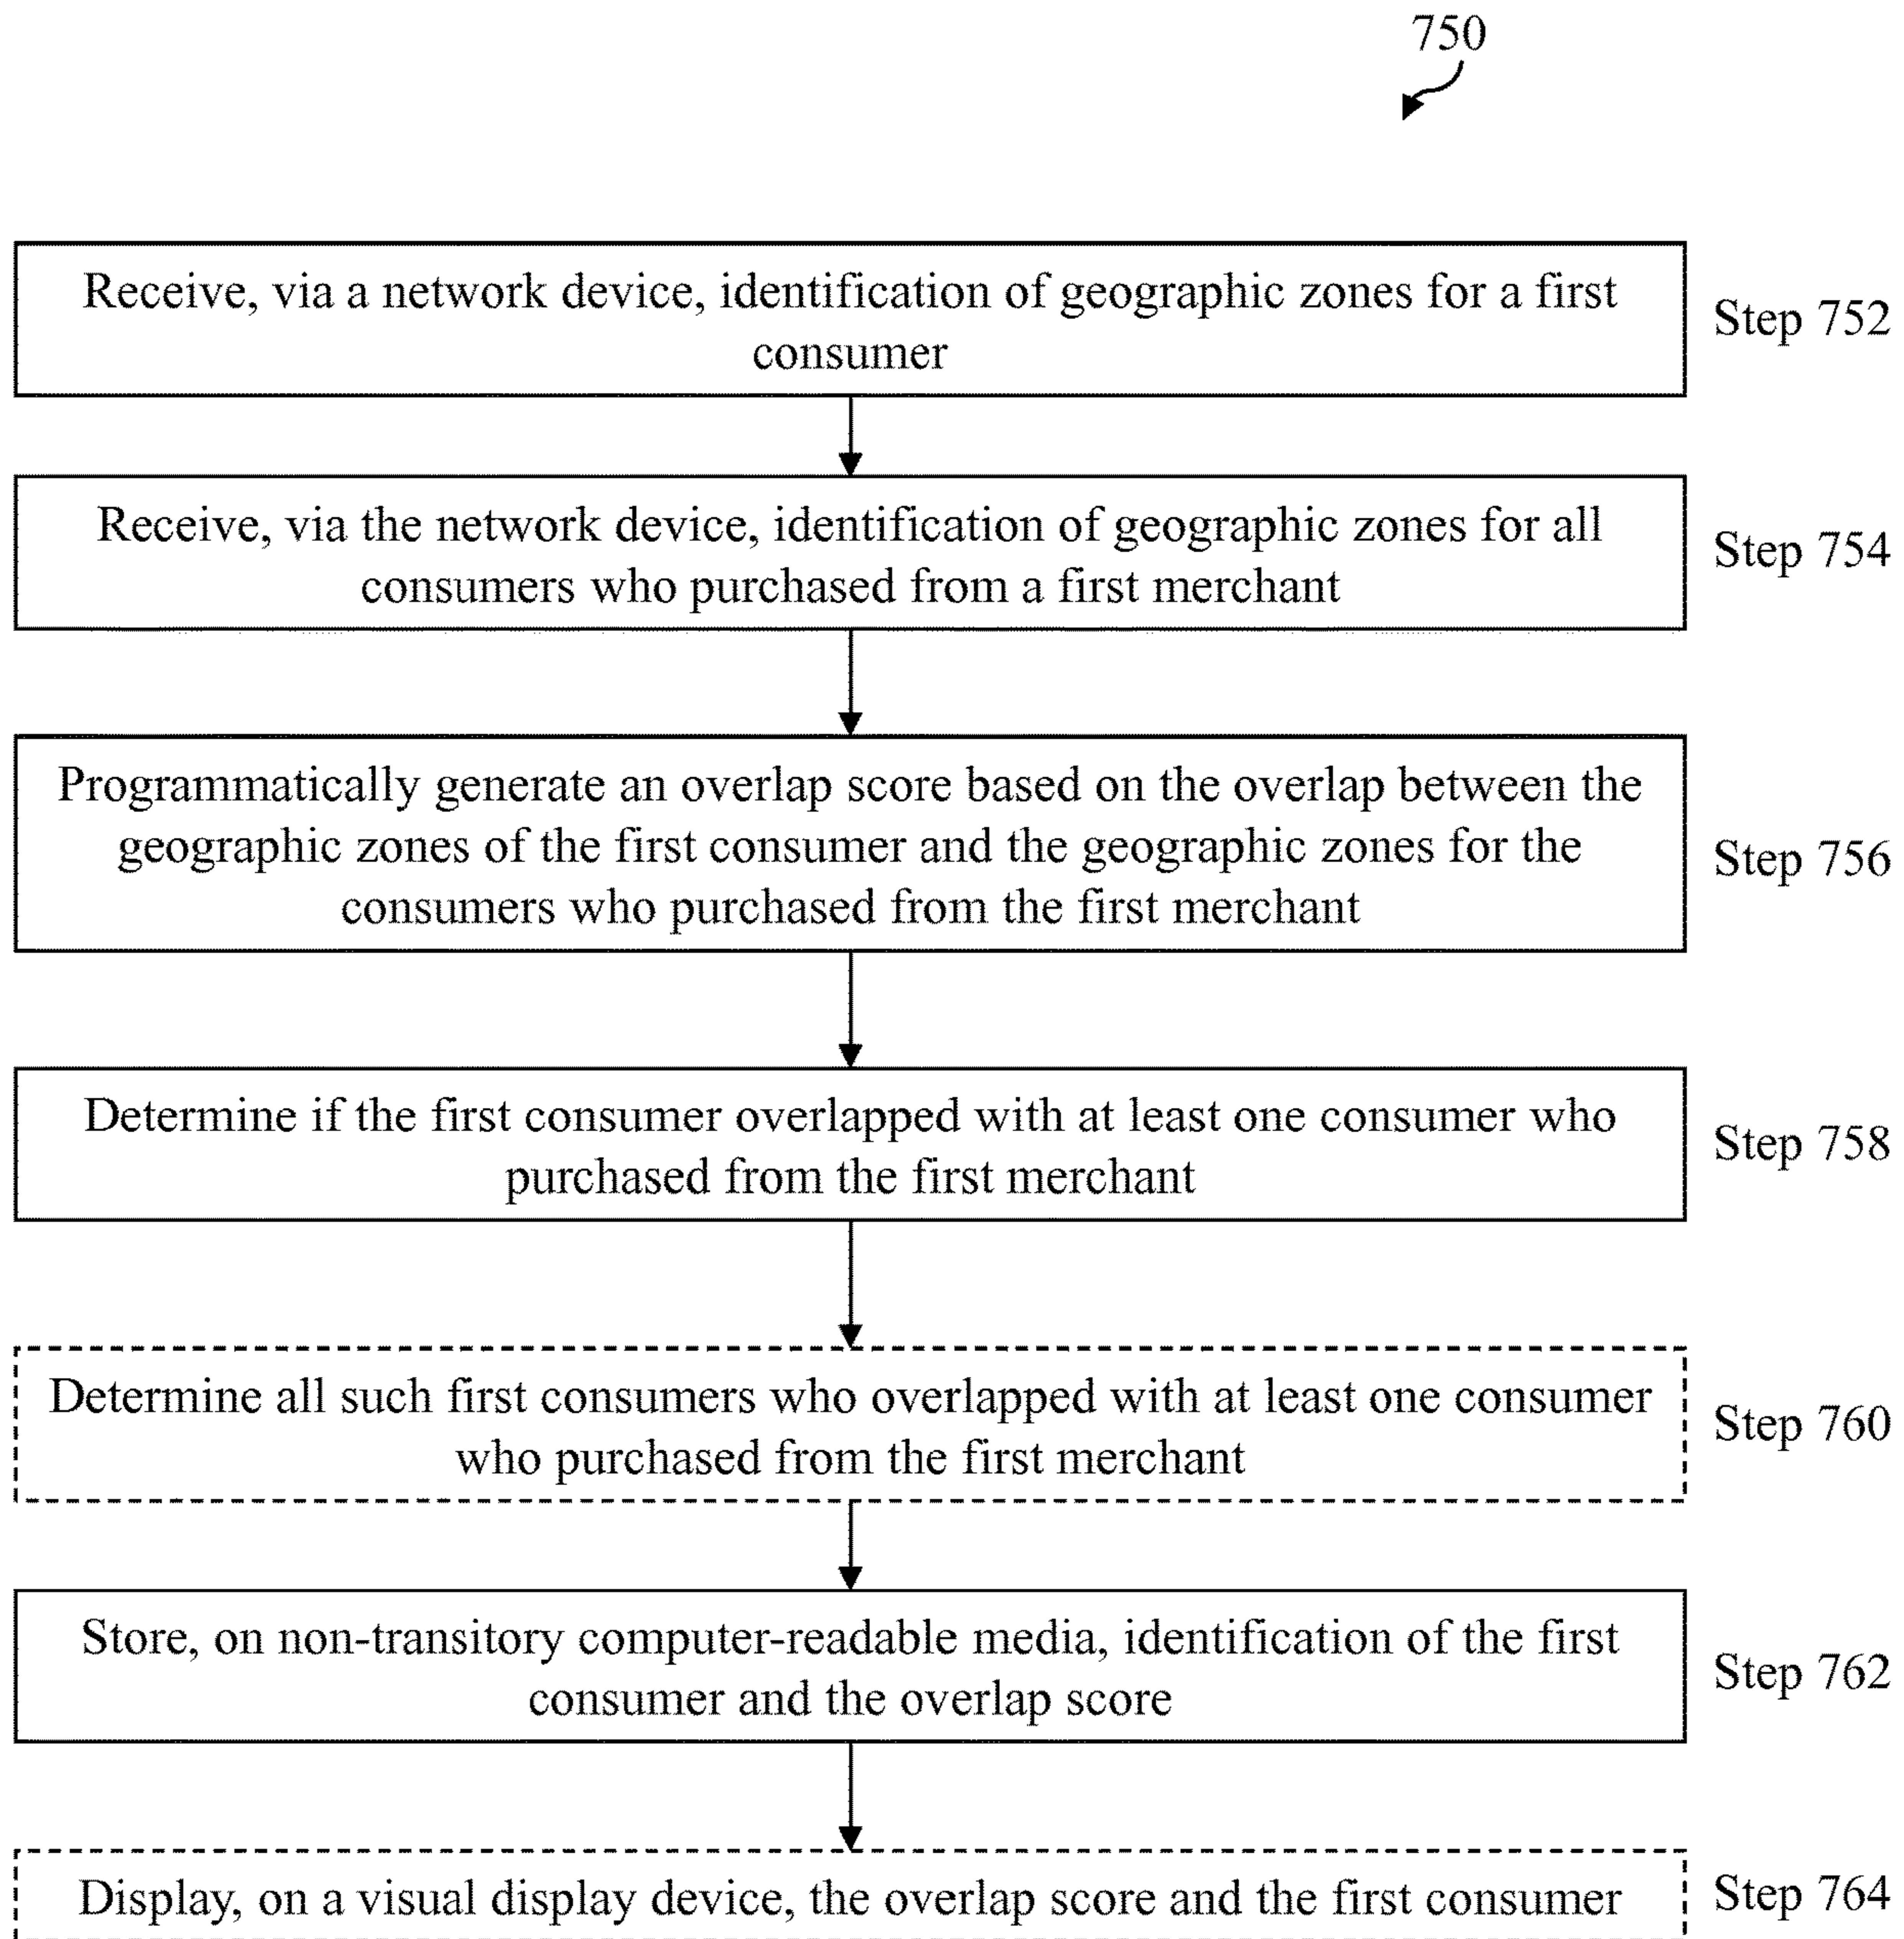 750
Receive, via a network device, identification of geographic zones for a first
consumer
Step 752
Receive, via the network device, identification of geographic zones for all
consumers who purchased from a first merchant
Step 754
Programmatically generate an overlap score based on the overlap between the
geographic zones of the first consumer and the geographic zones for the
consumers who purchased from the first merchant
Step 756
Determine if the first consumer overlapped with at least one consumer who
purchased from the first merchant
Step 758
Determine all such first consumers who overlapped with at least one consumer
who purchased from the first merchant
Step 760
Store, on non-transitory computer-readable media, identification of the first
consumer and the overlap score
Step 762
Display, on a visual display device, the overlap score and the first consumer
Step 764